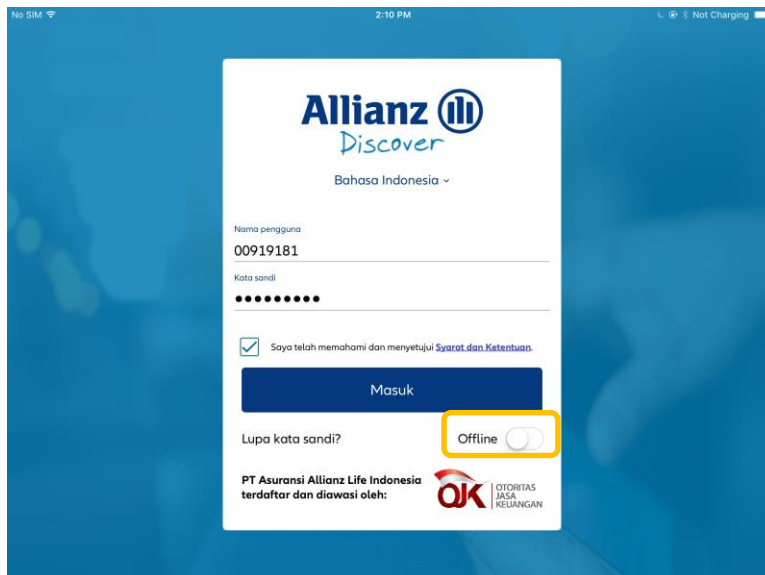 No SIM 2:10 PM Not Charging
Allianz
Discover
Bahasa Indonesia
Nama pengguna
00919181
Kata sandi
●●●●●●●●●
Saya telah memahami dan menyetujui Syarat dan Ketentuan.
Masuk
Lupa kata sandi? Offline
PT Asuransi Allianz Life Indonesia
terdaftar dan diawasi oleh:
OJK OTORITAS
JASA
KEUANGAN